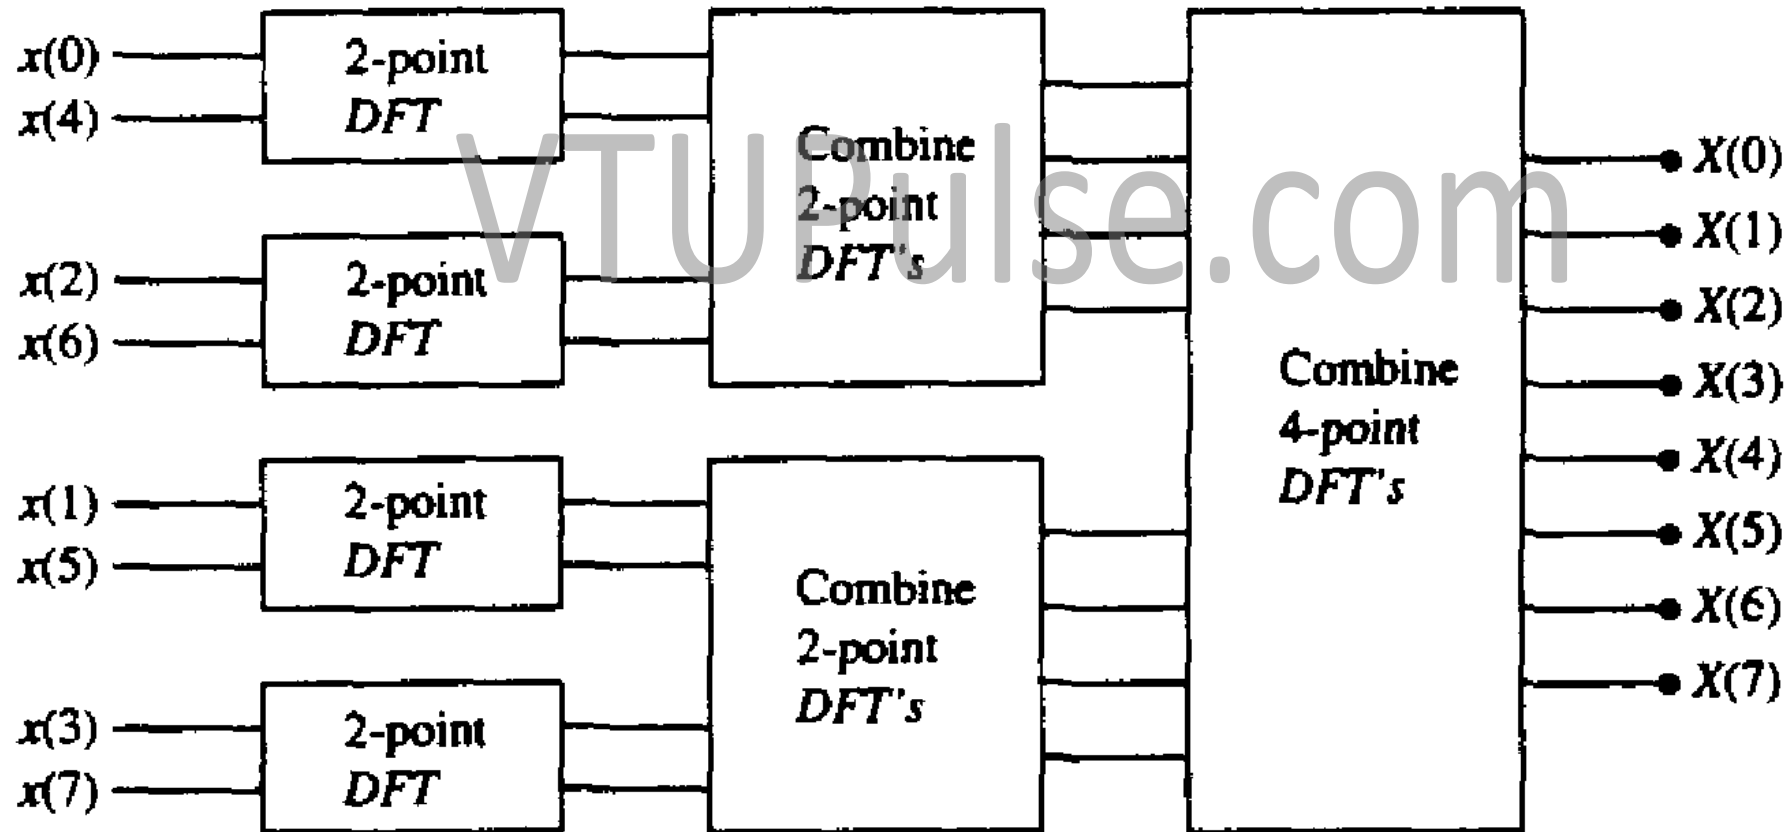 x(0)
x(4)
2-point
DFT
x(2)
x(6)
2-point
DFT
x(1)
x(5)
2-point
DFT
x(3)
x(7)
2-point
DFT
Combine
2-point
DFT's
Combine
2-point
DFT's
Combine
4-point
DFT's
X(0)
X(1)
X(2)
X(3)
X(4)
X(5)
X(6)
X(7)
VTUPulse.com